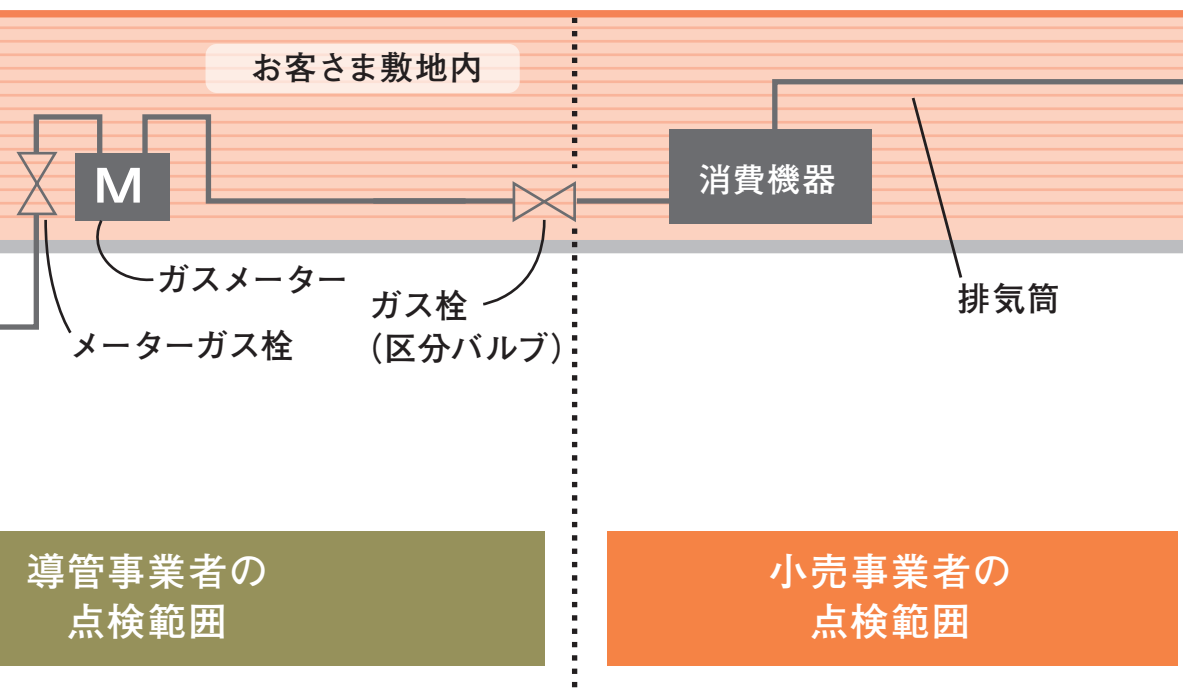 お客さま敷地内
M
消費機器
ガスメーター
メーターガス栓
ガス栓
（区分バルブ）
排気筒
導管事業者の
点検範囲
小売事業者の
点検範囲